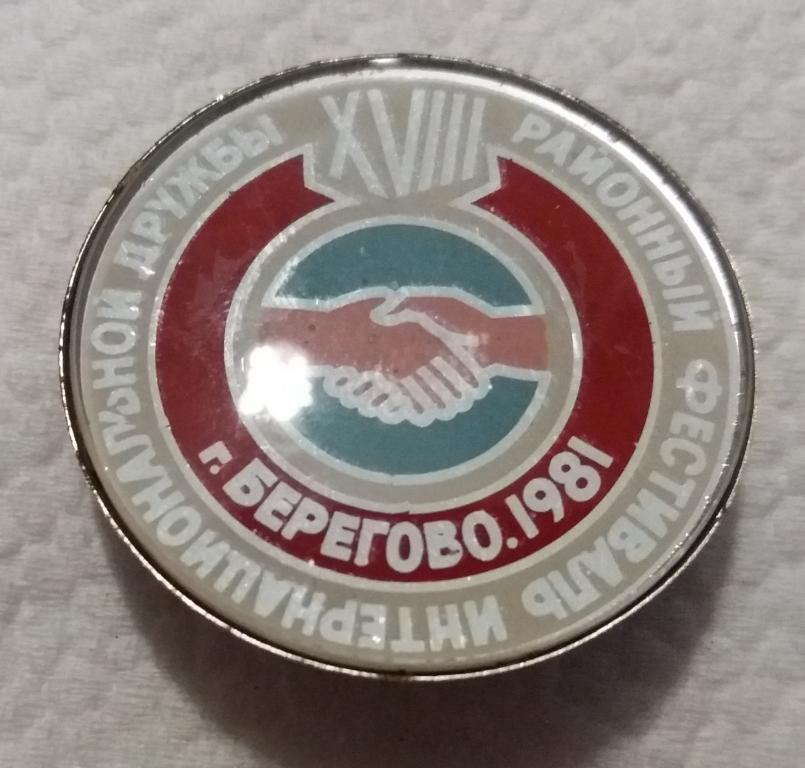 XVIII РАЙОННЫЙ ФЕСТИВАЛЬ ИНТЕРНАЦИОНАЛЬНОЙ ДРУЖБЫ
г. БЕРЕГОВО. 1981